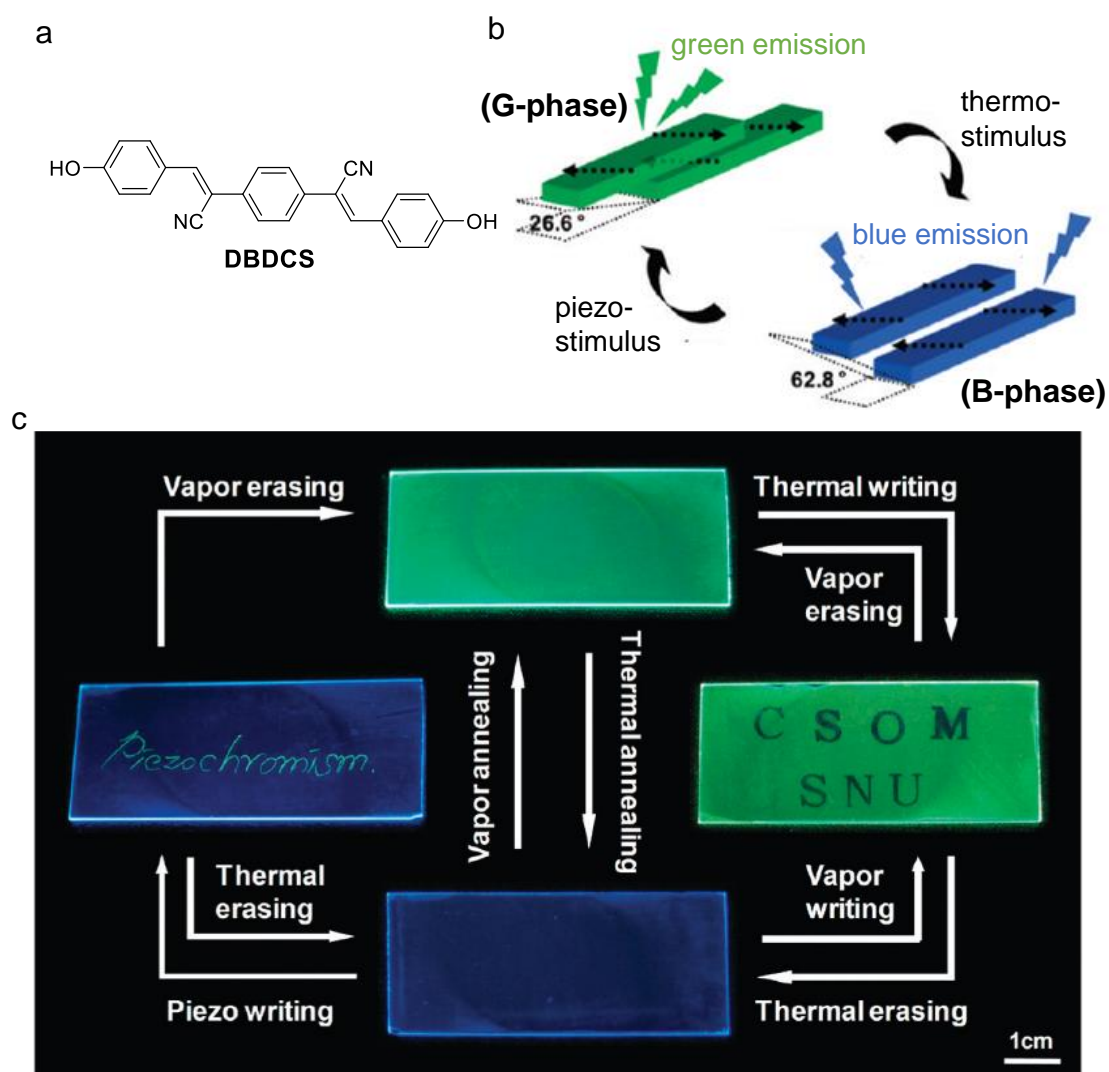 a
HO
NC
CN
OH
DBDCS
b
green emission
(G-phase)
26.6 °
thermo-
stimulus
blue emission
piezo-
stimulus
62.8 °
(B-phase)
c
Vapor erasing
Thermal writing
Vapor
erasing
Vapor annealing
Thermal annealing
Piezochromism.
C S O M
SNU
Thermal
erasing
Vapor
writing
Piezo writing
Thermal erasing
1cm